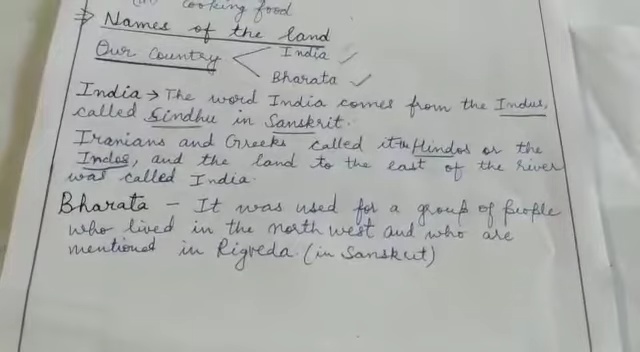 cooking food
⇒ Names of the land
Our Country < India ✓
Bharata ✓
India → The word India comes from the Indus,
called Sindhu in Sanskrit.
Iranians and Greeks called it the Hindos or the
Indos, and the land to the east of the river
was called India.
Bharata - It was used for a group of people
who lived in the north west and who are
mentioned in Rigveda. (in Sanskrit)